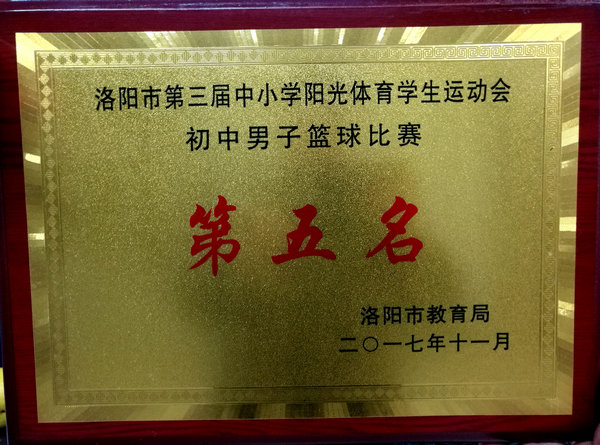 洛阳市第三届中小学阳光体育学生运动会
初中男子篮球比赛
第五名
洛阳市教育局
二〇一七年十一月